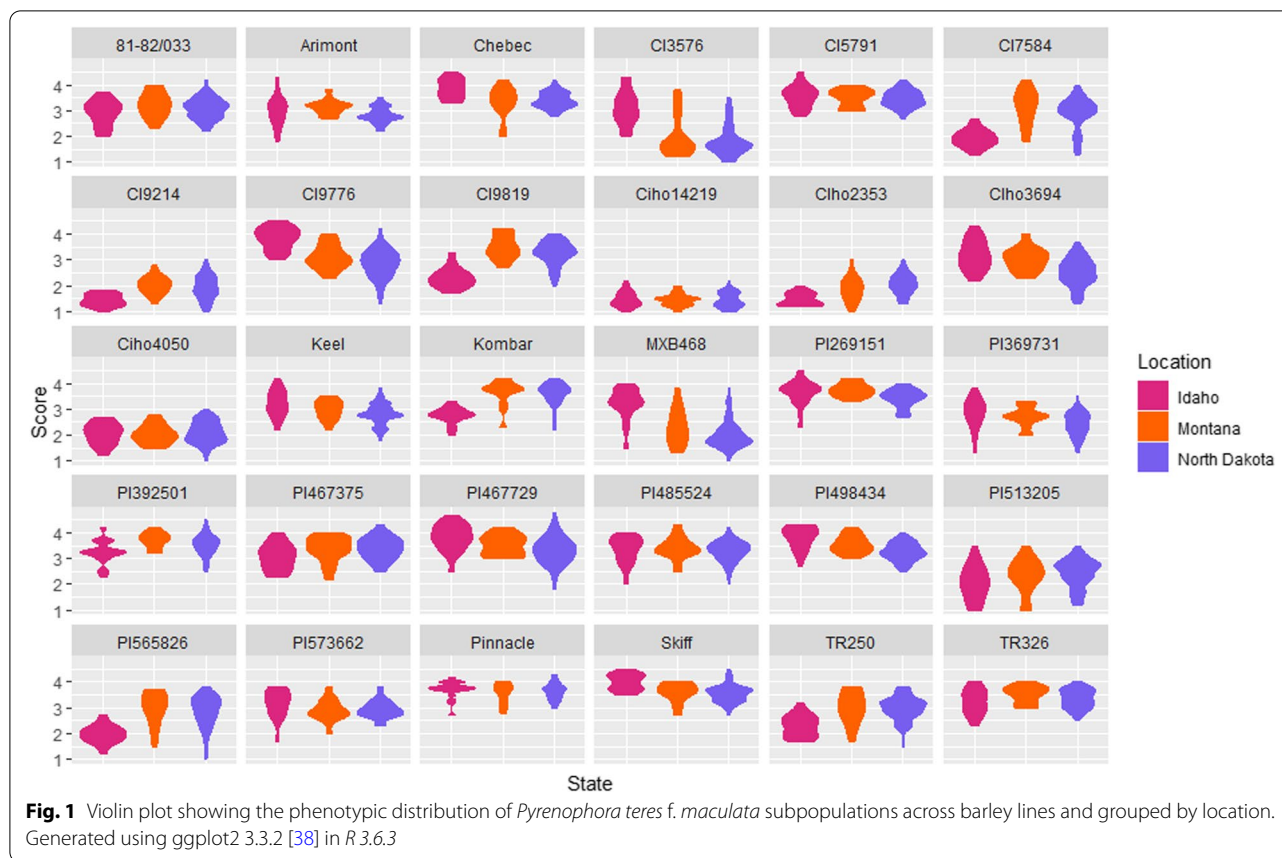 81-82/033 Arimont Chebec CI3576 CI5791 CI7584
4
3
2
1
CI9214 CI9776 CI9819 Ciho14219 CIho2353 CIho3694
4
3
2
1
Ciho4050 Keel Kombar MXB468 PI269151 PI369731
4
3
2
1
Score
PI392501 PI467375 PI467729 PI485524 PI498434 PI513205
4
3
2
1
PI565826 PI573662 Pinnacle Skiff TR250 TR326
4
3
2
1
State
Location
Idaho
Montana
North Dakota
Fig. 1 Violin plot showing the phenotypic distribution of Pyrenophora teres f. maculata subpopulations across barley lines and grouped by location.
Generated using ggplot2 3.3.2 [38] in R 3.6.3